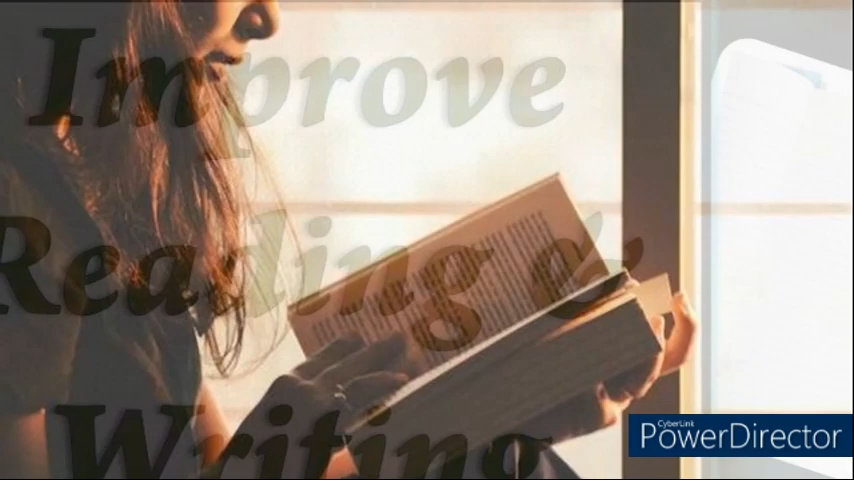 Improve
Reading &
Writing
CyberLink
PowerDirector